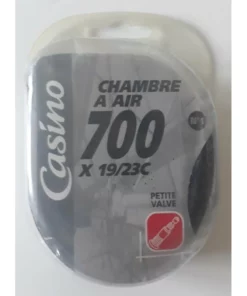 Casino
CHAMBRE
A AIR
700
X 19/23C
PETITE
VALVE